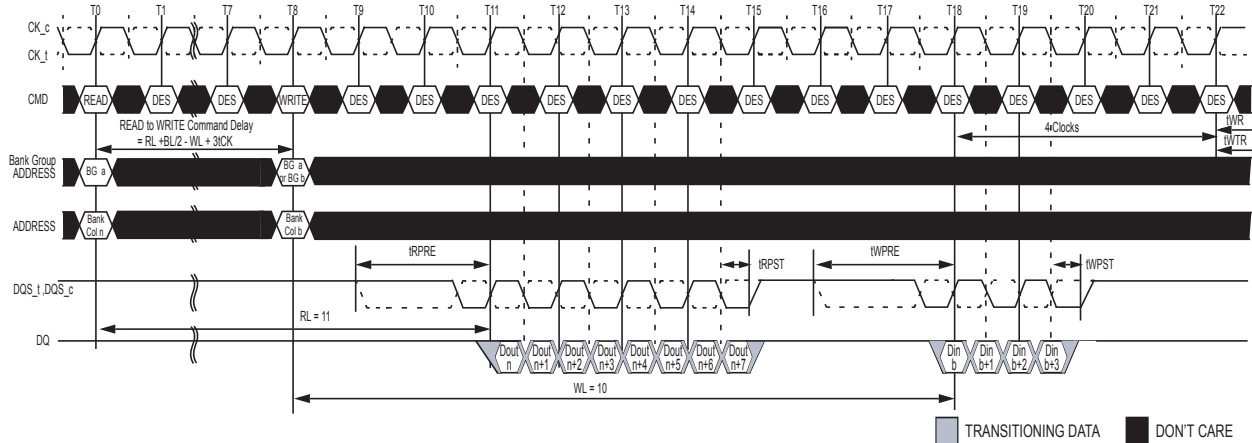 T0 T1 T7 T8 T9 T10 T11 T12 T13 T14 T15 T16 T17 T18 T19 T20 T21 T22
CK_c
CK_t
CMD READ DES DES WRITE DES DES DES DES DES DES DES DES DES DES DES DES DES DES
READ to WRITE Command Delay
= RL +BL/2 - WL + 3tCK
4 Clocks
tWR
tWTR
Bank Group
ADDRESS
BG a
BG a
or BG b
ADDRESS
Bank
Col n
Bank
Col b
tRPRE
tRPST
tWPRE
tWPST
DQS_t ,DQS_c
RL = 11
DQ
Dout
n
Dout
n+1
Dout
n+2
Dout
n+3
Dout
n+4
Dout
n+5
Dout
n+6
Dout
n+7
Din
b
Din
b+1
Din
b+2
Din
b+3
WL = 10
TRANSITIONING DATA
DON'T CARE